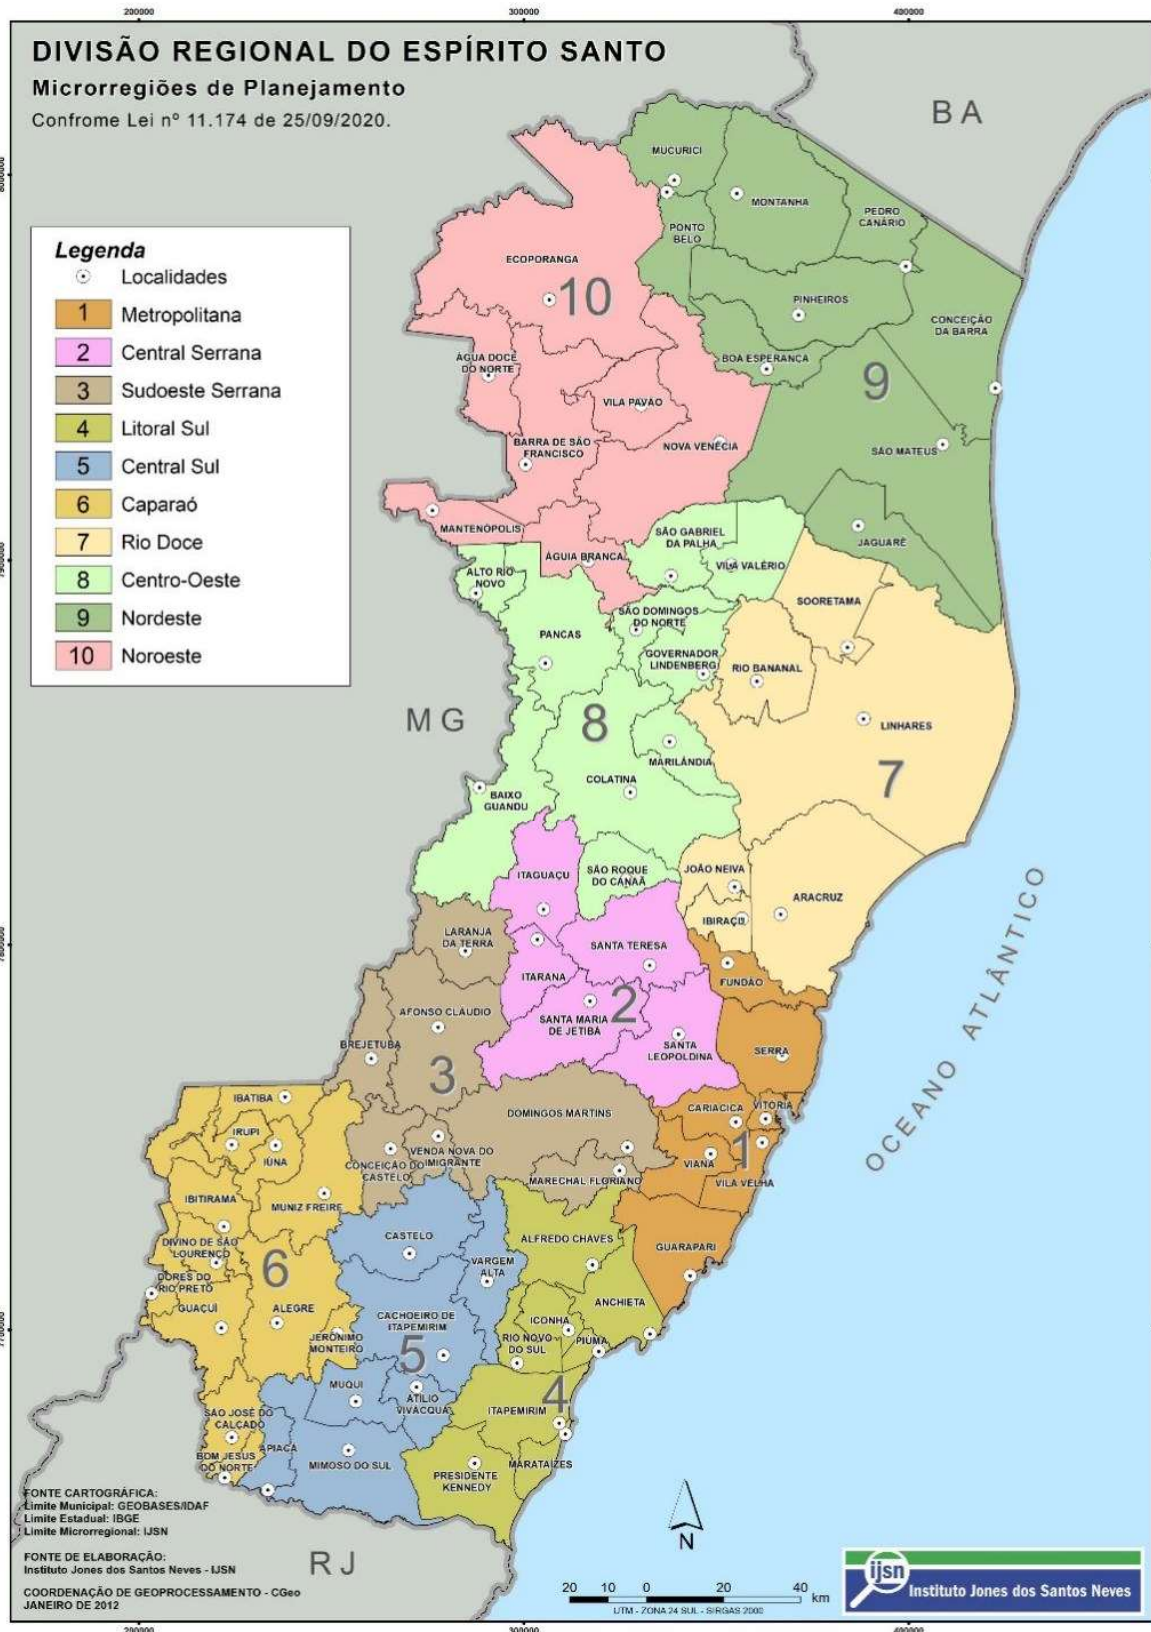 200000
300000
400000
DIVISÃO REGIONAL DO ESPÍRITO SANTO
Microrregiões de Planejamento
Confrome Lei nº 11.174 de 25/09/2020.
BA
Legenda
Localidades
1 Metropolitana
2 Central Serrana
3 Sudoeste Serrana
4 Litoral Sul
5 Central Sul
6 Caparaó
7 Rio Doce
8 Centro-Oeste
9 Nordeste
10 Noroeste
MUCURICI
MONTANHA
PEDRO
CANÁRIO
PONTO
BELO
ECOPORANGA
10
PINHEIROS
CONCEIÇÃO
DA BARRA
ÁGUA DOCE
DO NORTE
BOA ESPERANÇA
9
VILA PAVÃO
BARRA DE SÃO
FRANCISCO
NOVA VENÉCIA
SÃO MATEUS
MANTENÓPOLIS
SÃO GABRIEL
DA PALHA
JAGUARÉ
ÁGUIA BRANCA
VILA VALÉRIO
ALTO RIO
NOVO
SOORETAMA
SÃO DOMINGOS
DO NORTE
PANCAS
GOVERNADOR
LINDENBERG
RIO BANANAL
MG
8
LINHARES
7
MARILÂNDIA
COLATINA
BAIXO
GUANDU
ITAGUAÇU
SÃO ROQUE
DO CANAÃ
JOÃO NEIVA
ARACRUZ
IBIRAÇU
LARANJA
DA TERRA
SANTA TERESA
ITARANA
FUNDÃO
2
SANTA MARIA
DE JETIBÁ
AFONSO CLÁUDIO
BREJETUBA
SANTA
LEOPOLDINA
SERRA
3
OCEANO ATLÂNTICO
IBATIBA
DOMINGOS MARTINS
CARIACICA
VITÓRIA
IRUPI
IÚNA
VENDA NOVA DO
IMIGRANTE
CONCEIÇÃO DO
CASTELO
1
VIANA
MARECHAL FLORIANO
VILA VELHA
IBITIRAMA
MUNIZ FREIRE
CASTELO
ALFREDO CHAVES
GUARAPARI
DIVINO DE SÃO
LOURENÇO
VARGEM
ALTA
6
DORES DO
RIO PRETO
GUAÇUÍ
ALEGRE
ANCHIETA
CACHOEIRO DE
ITAPEMIRIM
ICONHA
JERÔNIMO
MONTEIRO
RIO NOVO
DO SUL
PIÚMA
5
MUQUI
ATÍLIO
VIVÁCQUA
4
ITAPEMIRIM
SÃO JOSÉ DO
CALÇADO
APIACÁ
BOM JESUS
DO NORTE
MIMOSO DO SUL
MARATAÍZES
PRESIDENTE
KENNEDY
FONTE CARTOGRÁFICA:
Limite Municipal: GEOBASES/IDAF
Limite Estadual: IBGE
Limite Microrregional: IJSN
FONTE DE ELABORAÇÃO:
Instituto Jones dos Santos Neves - IJSN
COORDENAÇÃO DE GEOPROCESSAMENTO - CGeo
JANEIRO DE 2012
RJ
N
20 10 0 20 40 km
UTM - ZONA 24 SUL - SIRGAS 2000
ijsn
Instituto Jones dos Santos Neves
200000
300000
400000